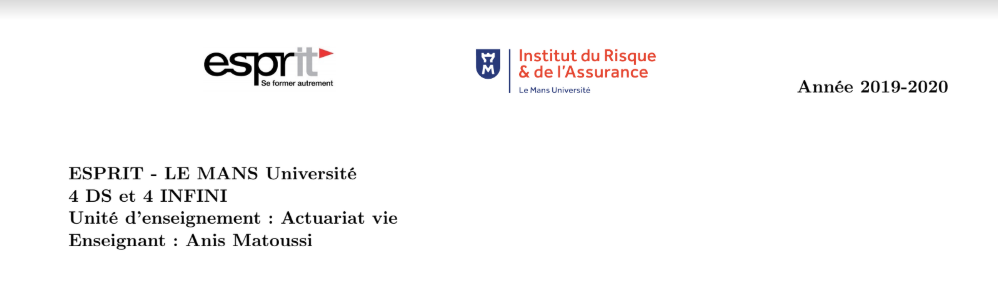 esprit
Se former autrement
Institut du Risque
& de l'Assurance
Le Mans Université
Année 2019-2020
ESPRIT - LE MANS Université
4 DS et 4 INFINI
Unité d'enseignement : Actuariat vie
Enseignant : Anis Matoussi